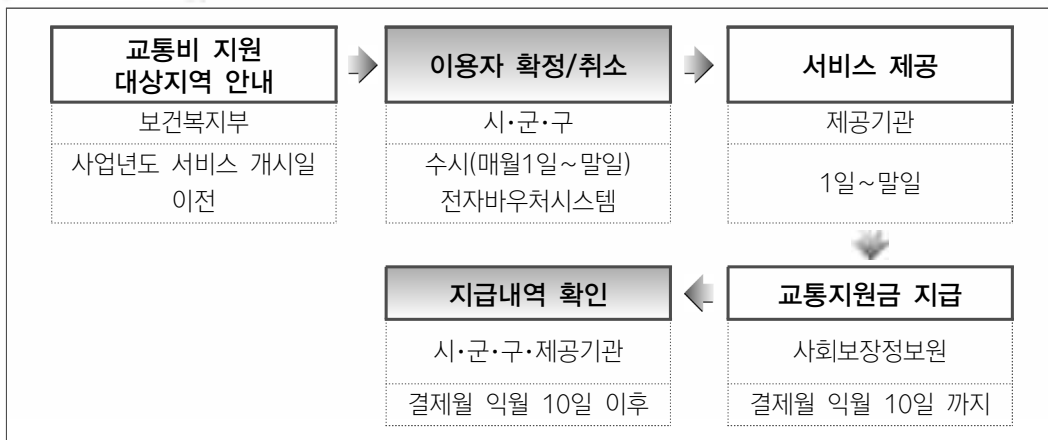 교통비 지원
대상지역 안내
보건복지부
사업년도 서비스 개시일
이전
이용자 확정/취소
시·군·구
수시(매월1일~말일)
전자바우처시스템
서비스 제공
제공기관
1일~말일
교통지원금 지급
사회보장정보원
결제월 익월 10일 까지
지급내역 확인
시·군·구·제공기관
결제월 익월 10일 이후